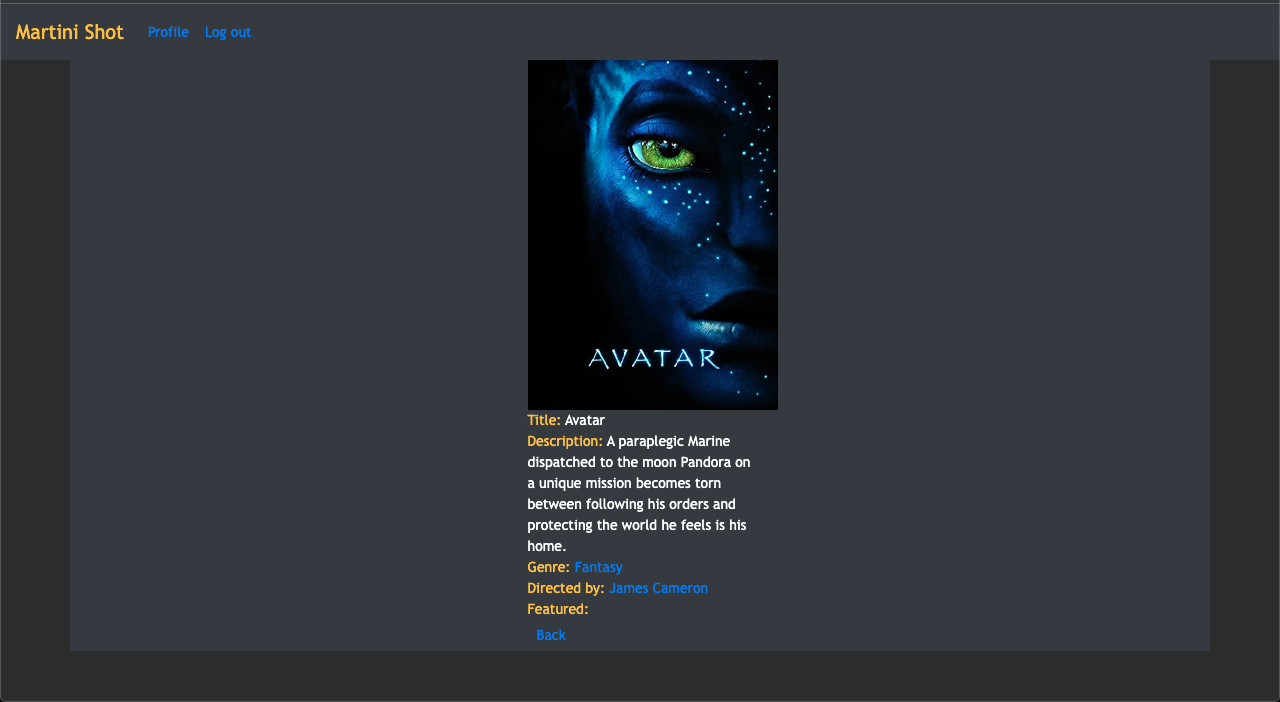 Martini Shot Profile Log out
AVATAR
Title: Avatar
Description: A paraplegic Marine
dispatched to the moon Pandora on
a unique mission becomes torn
between following his orders and
protecting the world he feels is his
home.
Genre: Fantasy
Directed by: James Cameron
Featured:
Back